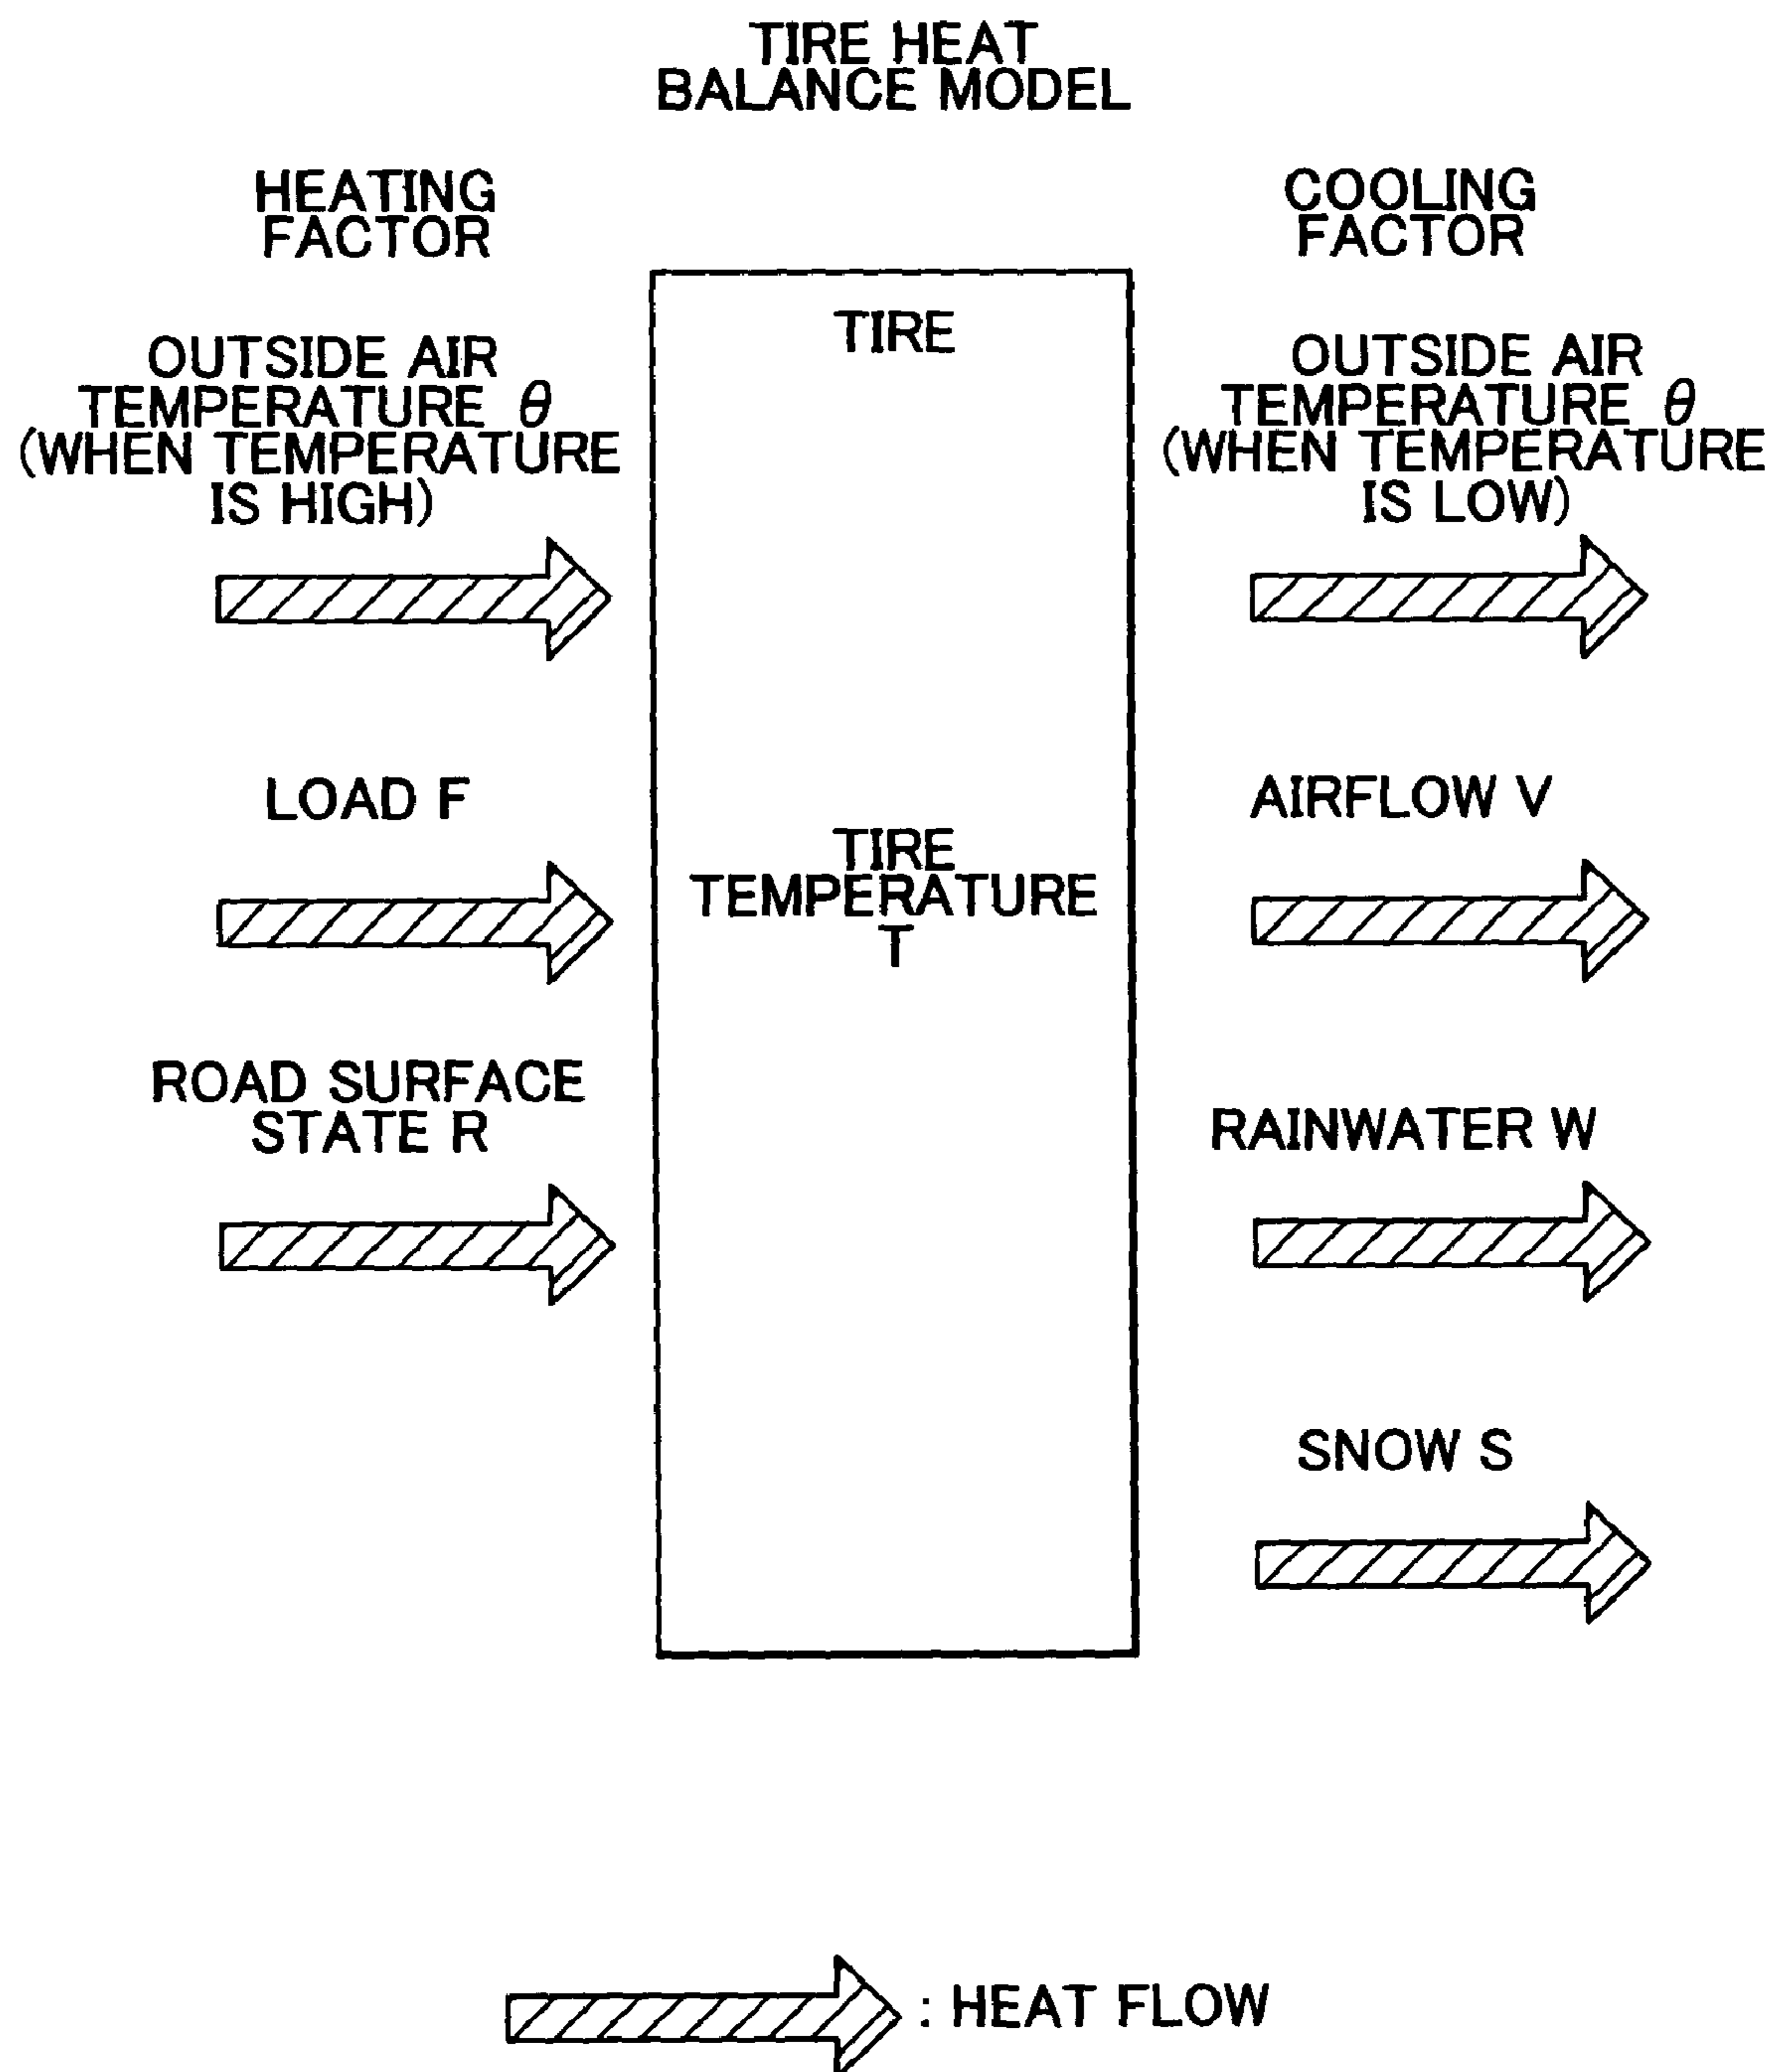 TIRE HEAT
BALANCE MODEL
HEATING
FACTOR
OUTSIDE AIR
TEMPERATURE θ
(WHEN TEMPERATURE
IS HIGH)
LOAD F
ROAD SURFACE
STATE R
TIRE
TIRE
TEMPERATURE
T
COOLING
FACTOR
OUTSIDE AIR
TEMPERATURE θ
(WHEN TEMPERATURE
IS LOW)
AIRFLOW V
RAINWATER W
SNOW S
: HEAT FLOW